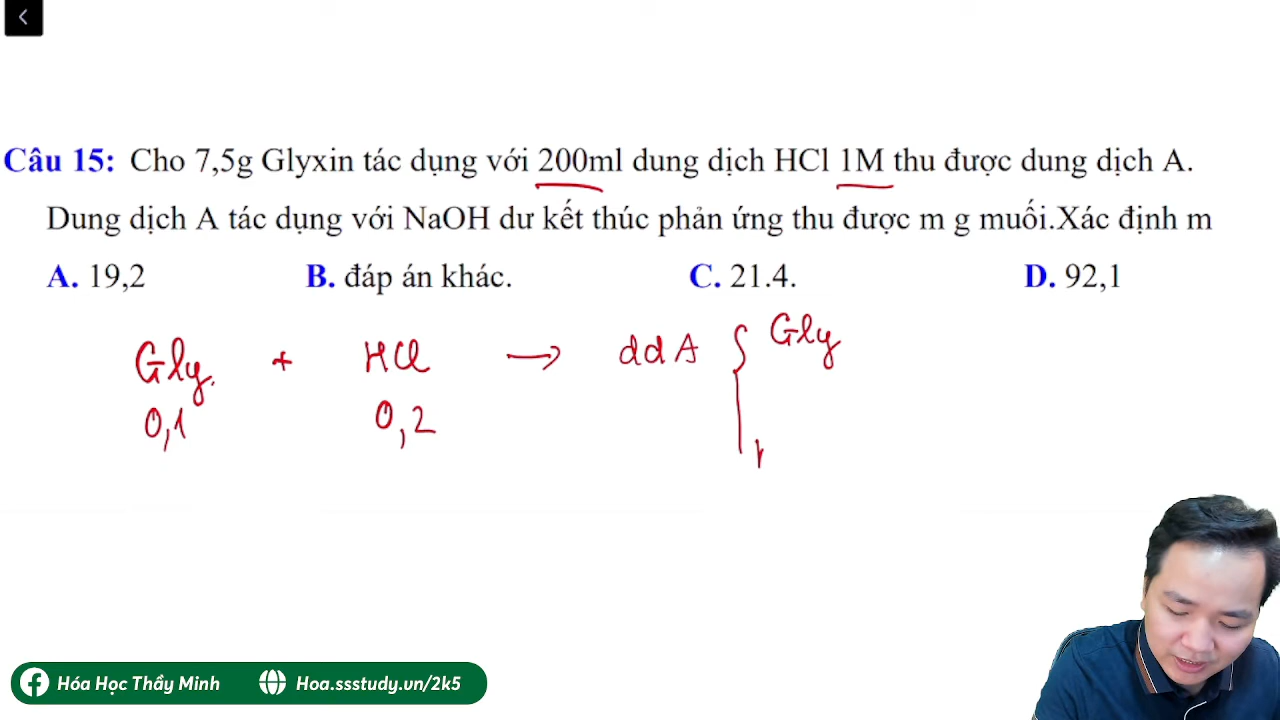 Câu 15: Cho 7,5g Glyxin tác dụng với 200ml dung dịch HCl 1M thu được dung dịch A.
Dung dịch A tác dụng với NaOH dư kết thúc phản ứng thu được m g muối.Xác định m
A. 19,2 B. đáp án khác. C. 21.4. D. 92,1
Gly + HCl → ddA { Gly
0,1 0,2
Hóa Học Thầy Minh Hoa.ssstudy.vn/2k5